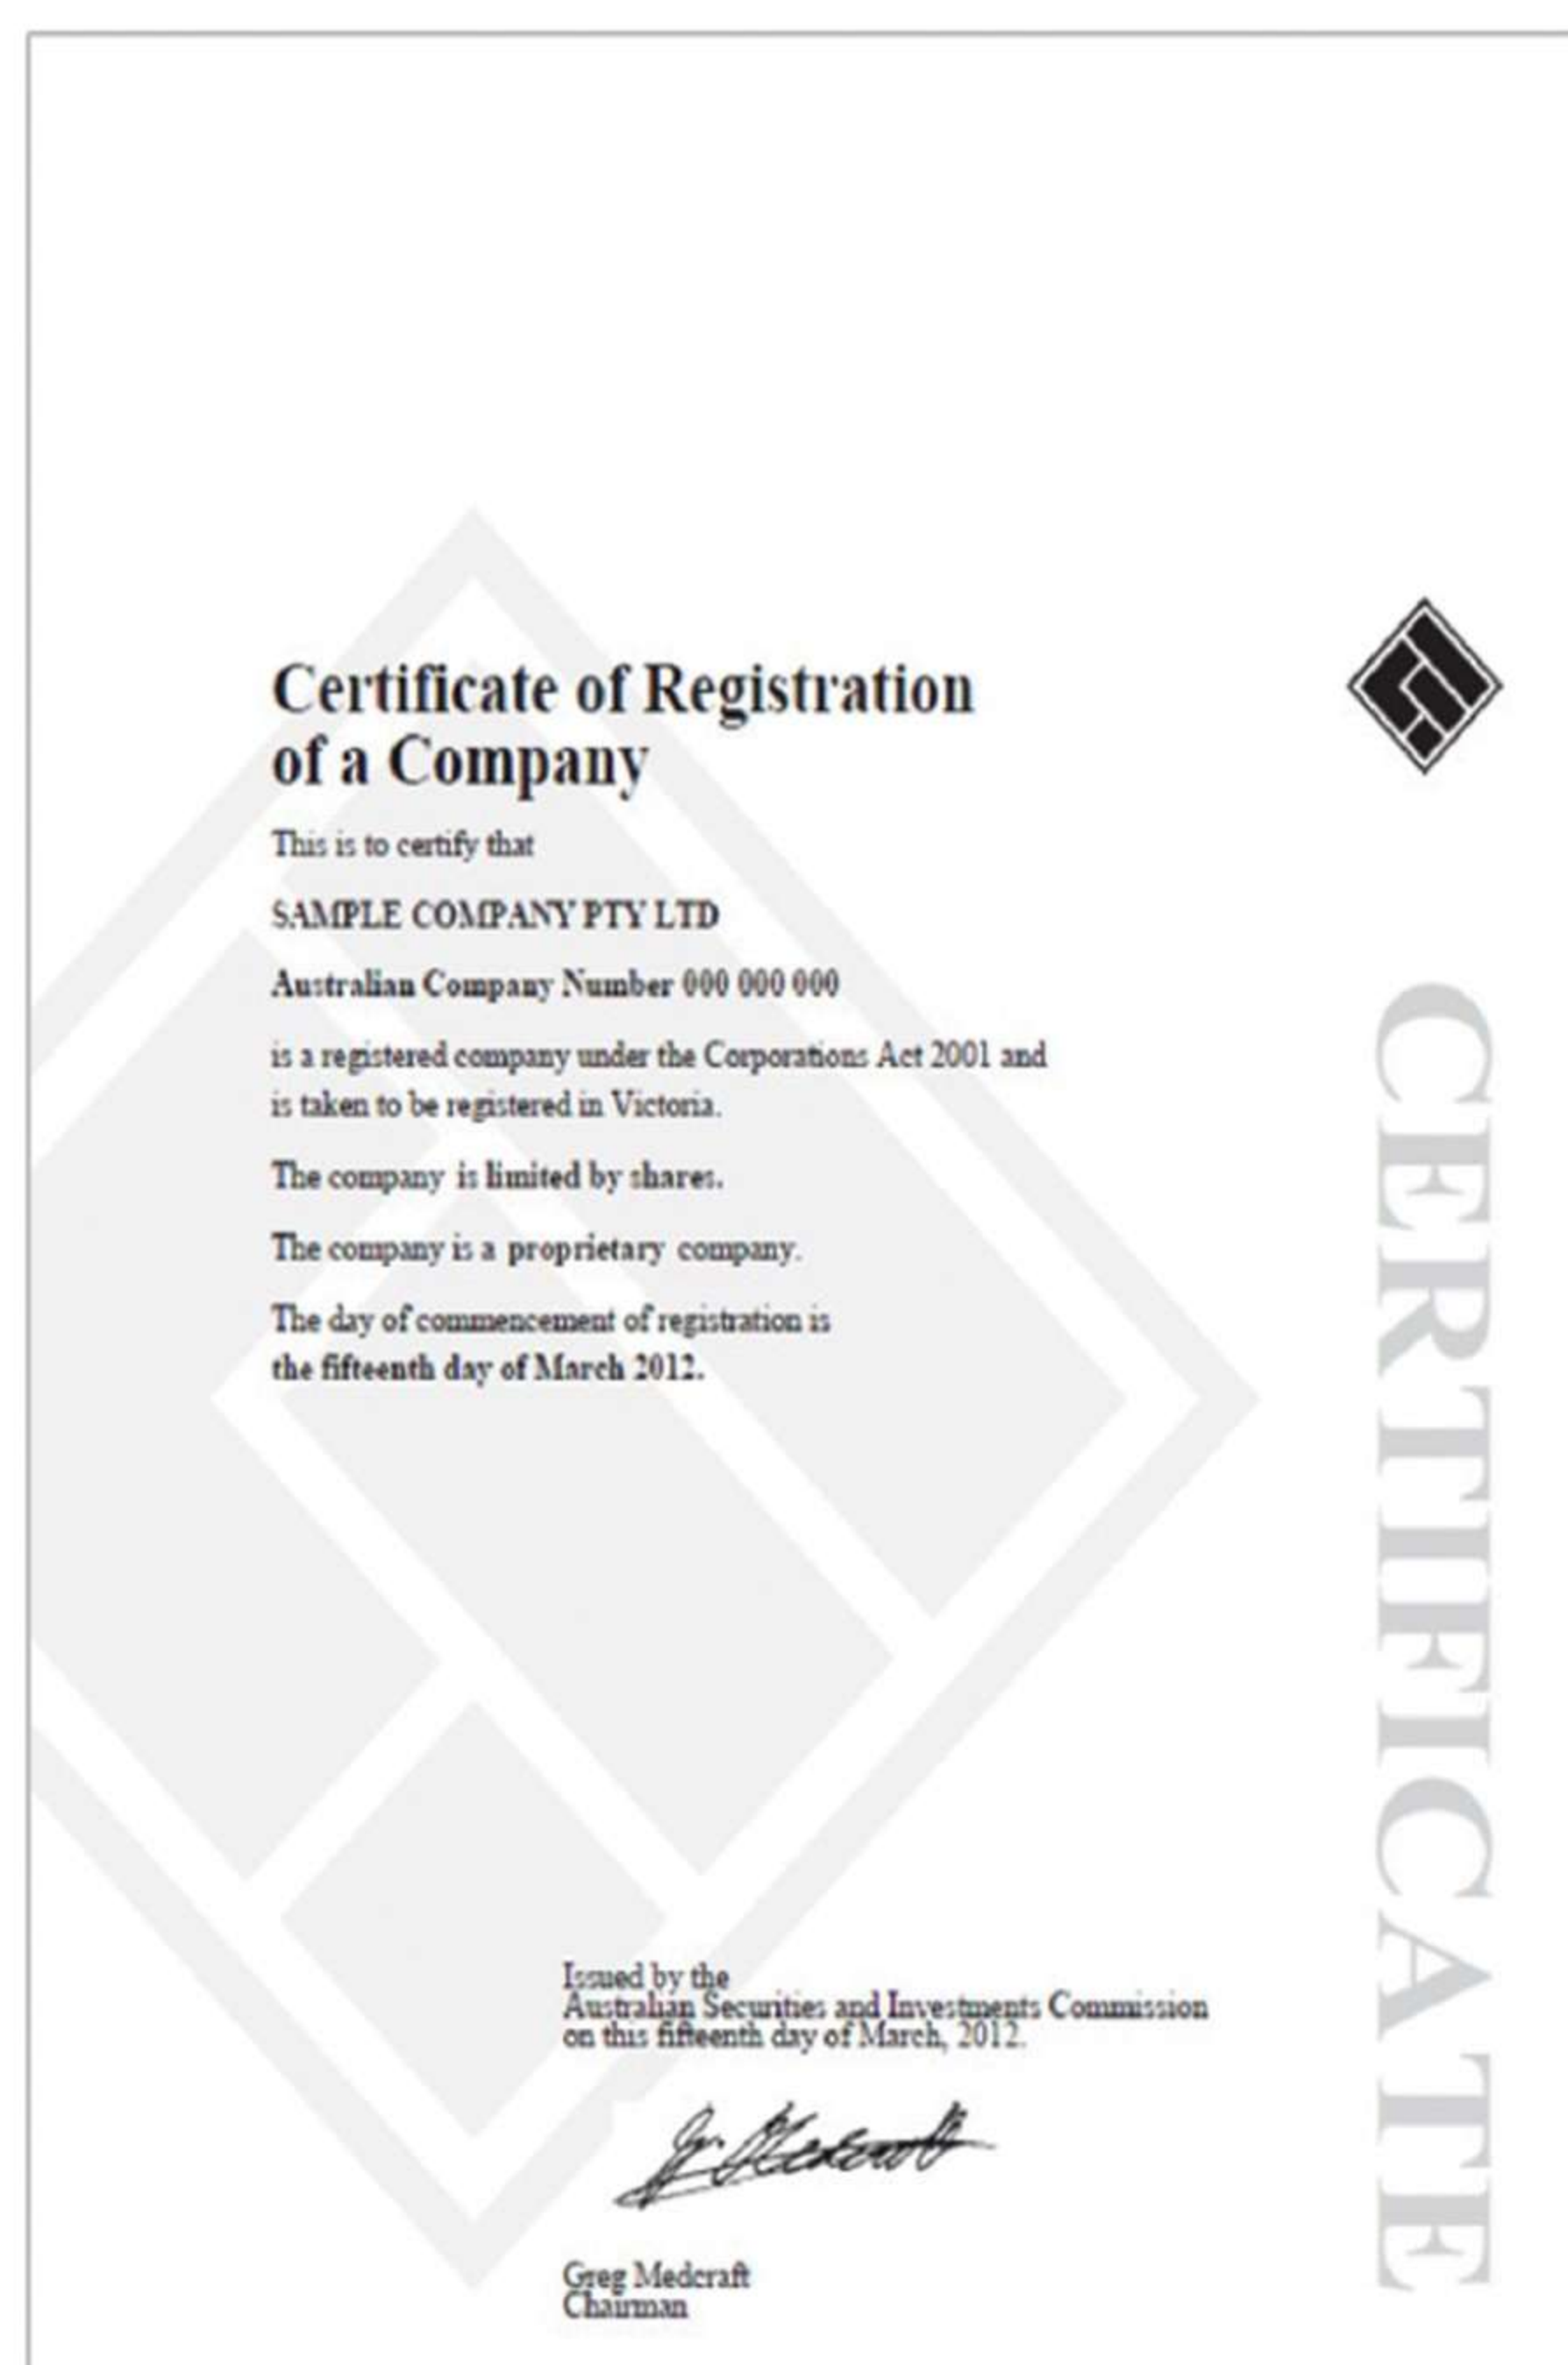 Certificate of Registration
of a Company
This is to certify that
SAMPLE COMPANY PTY LTD
Australian Company Number 000 000 000
is a registered company under the Corporations Act 2001 and
is taken to be registered in Victoria.
The company is limited by shares.
The company is a proprietary company.
The day of commencement of registration is
the fifteenth day of March 2012.
CERTIFICATE
Issued by the
Australian Securities and Investments Commission
on this fifteenth day of March, 2012.
G. Medcraft
Greg Medcraft
Chairman